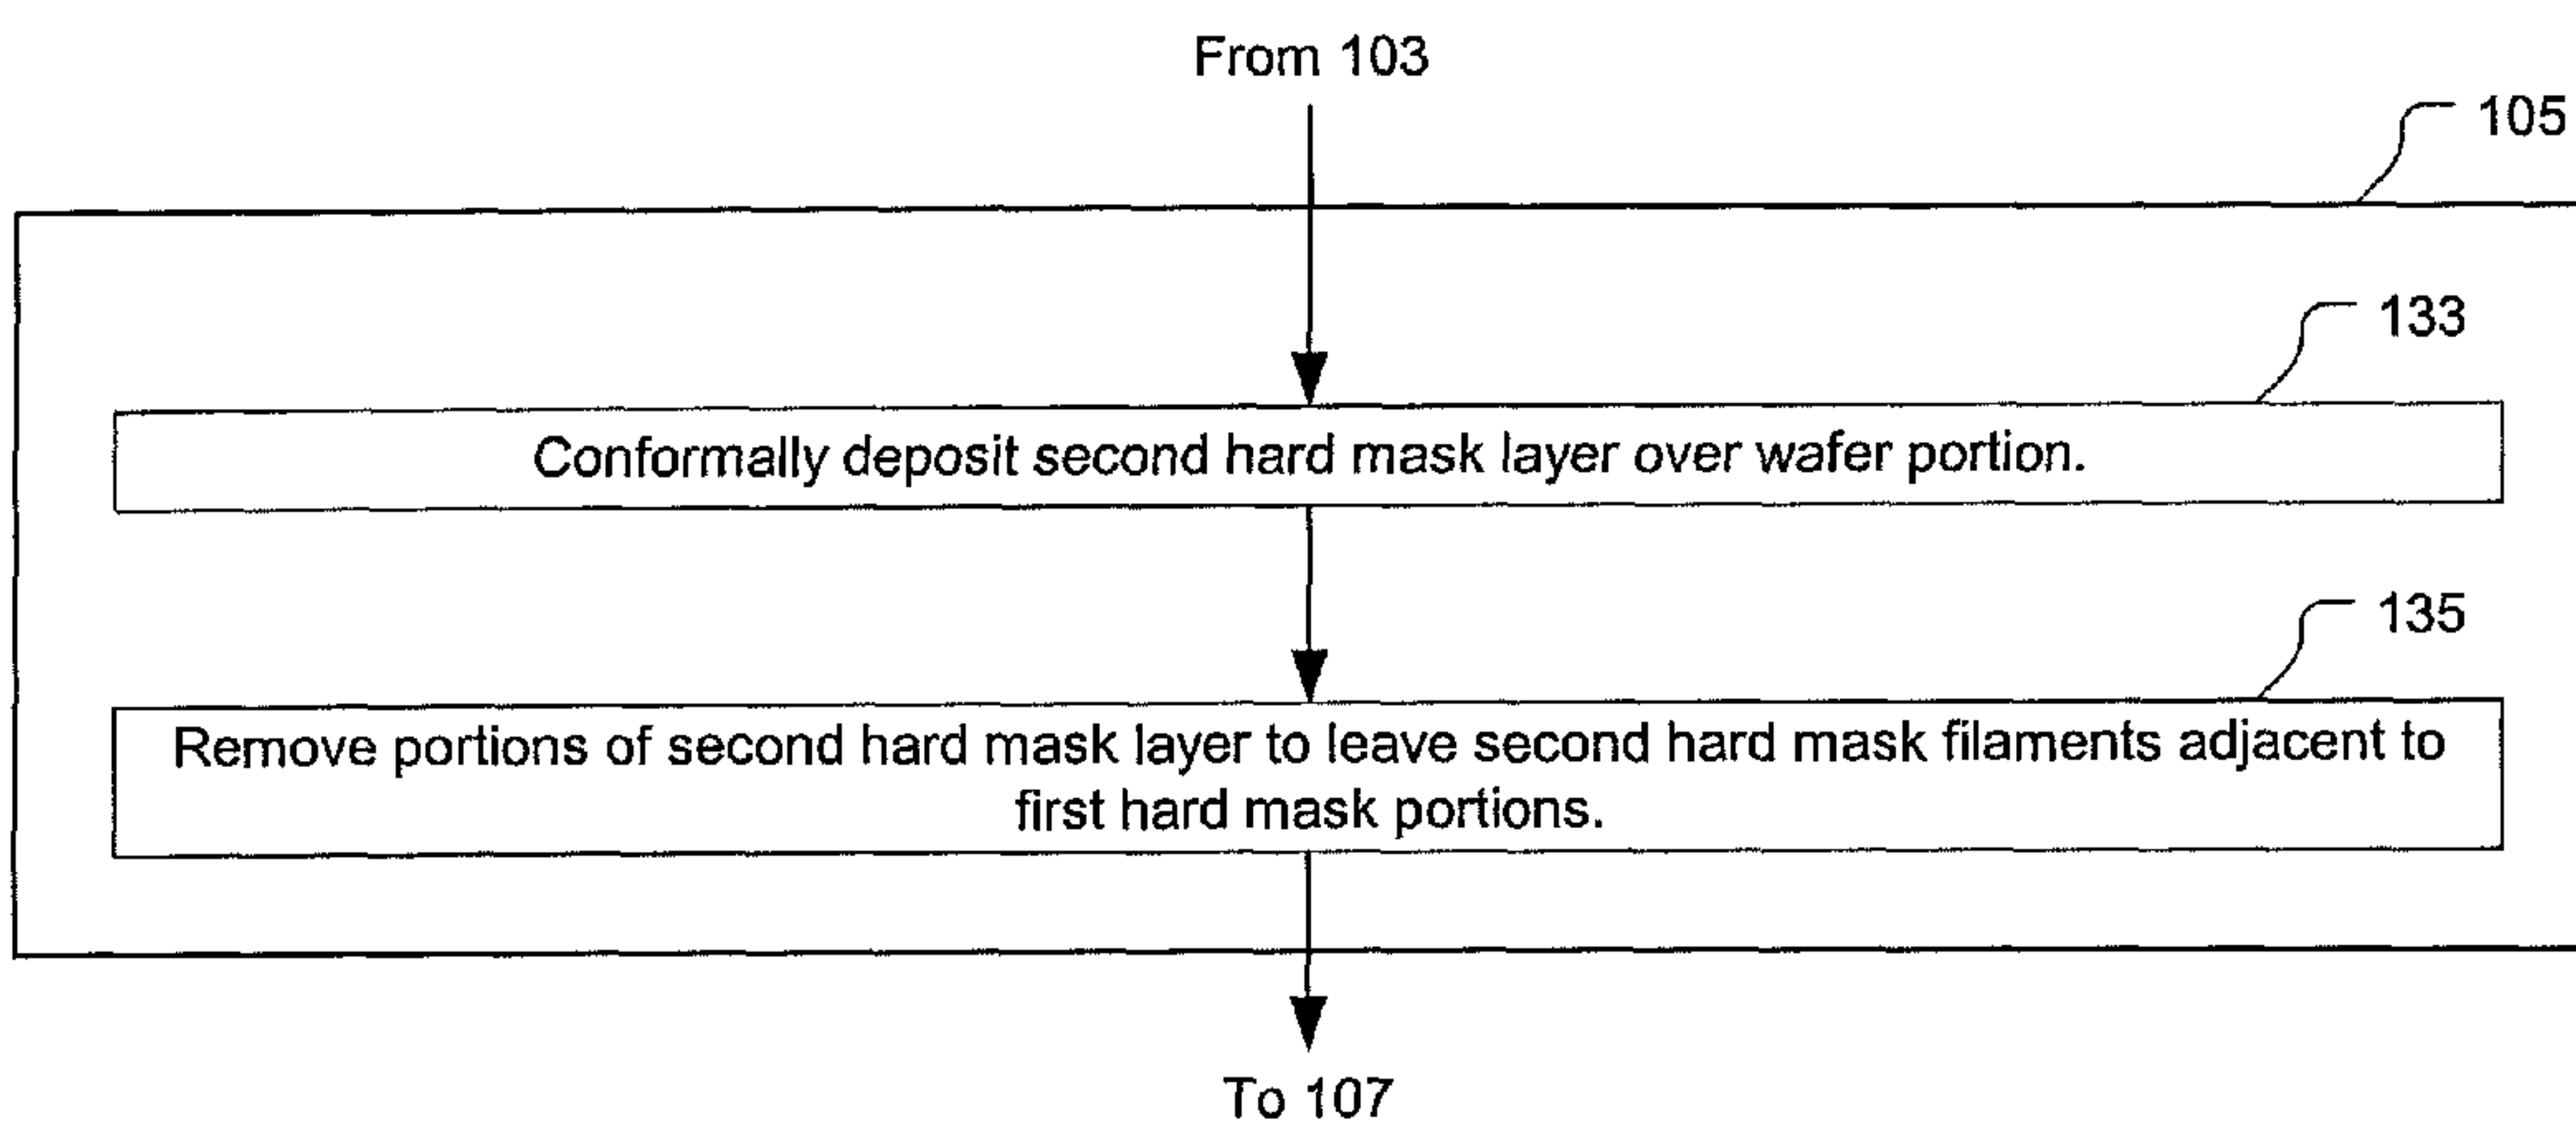 From 103
105
133
Conformally deposit second hard mask layer over wafer portion.
135
Remove portions of second hard mask layer to leave second hard mask filaments adjacent to
first hard mask portions.
To 107